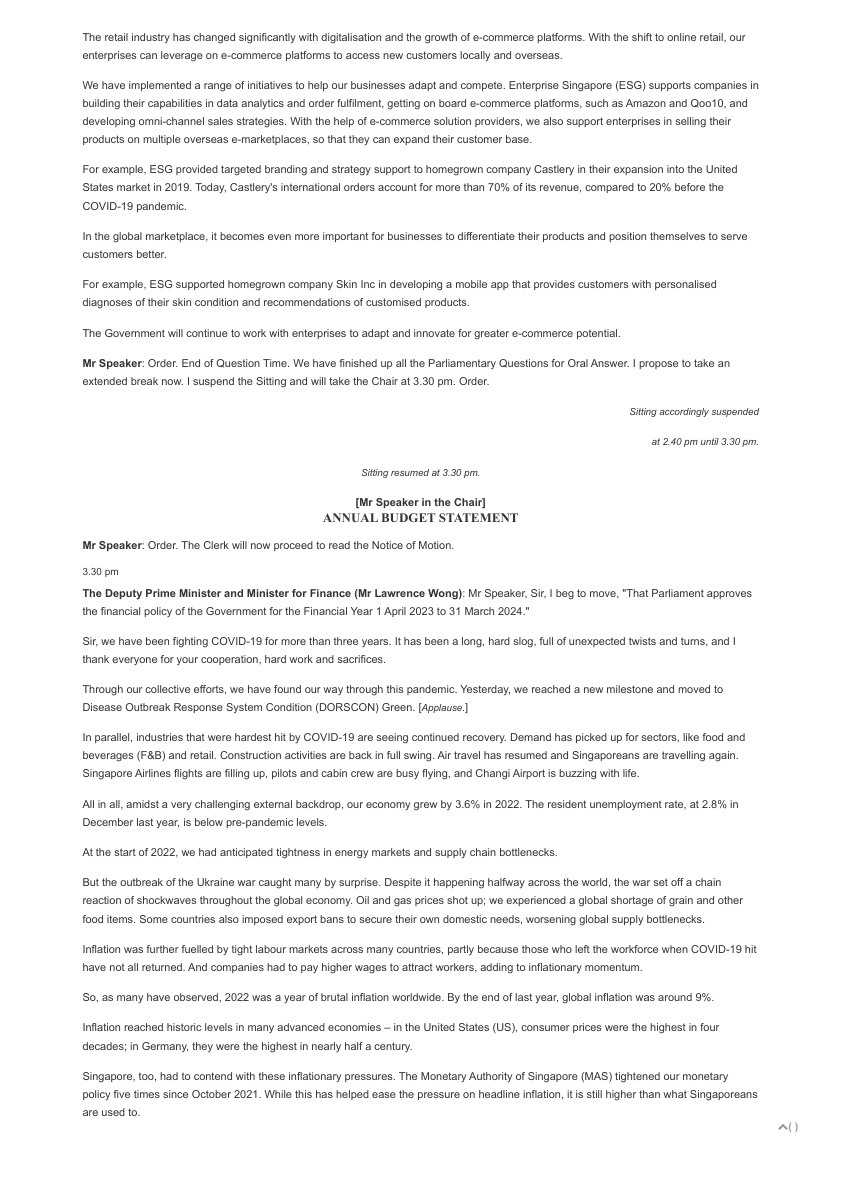 The retail industry has changed significantly with digitalisation and the growth of e-commerce platforms. With the shift to online retail, our
enterprises can leverage on e-commerce platforms to access new customers locally and overseas.
We have implemented a range of initiatives to help our businesses adapt and compete. Enterprise Singapore (ESG) supports companies in
building their capabilities in data analytics and order fulfilment, getting on board e-commerce platforms, such as Amazon and Qoo10, and
developing omni-channel sales strategies. With the help of e-commerce solution providers, we also support enterprises in selling their
products on multiple overseas e-marketplaces, so that they can expand their customer base.
For example, ESG provided targeted branding and strategy support to homegrown company Castlery in their expansion into the United
States market in 2019. Today, Castlery's international orders account for more than 70% of its revenue, compared to 20% before the
COVID-19 pandemic.
In the global marketplace, it becomes even more important for businesses to differentiate their products and position themselves to serve
customers better.
For example, ESG supported homegrown company Skin Inc in developing a mobile app that provides customers with personalised
diagnoses of their skin condition and recommendations of customised products.
The Government will continue to work with enterprises to adapt and innovate for greater e-commerce potential.
Mr Speaker: Order. End of Question Time. We have finished up all the Parliamentary Questions for Oral Answer. I propose to take an
extended break now. I suspend the Sitting and will take the Chair at 3.30 pm. Order.
Sitting accordingly suspended
at 2.40 pm until 3.30 pm.
Sitting resumed at 3.30 pm.
[Mr Speaker in the Chair]
ANNUAL BUDGET STATEMENT
Mr Speaker: Order. The Clerk will now proceed to read the Notice of Motion.
3.30 pm
The Deputy Prime Minister and Minister for Finance (Mr Lawrence Wong): Mr Speaker, Sir, I beg to move, "That Parliament approves
the financial policy of the Government for the Financial Year 1 April 2023 to 31 March 2024."
Sir, we have been fighting COVID-19 for more than three years. It has been a long, hard slog, full of unexpected twists and turns, and I
thank everyone for your cooperation, hard work and sacrifices.
Through our collective efforts, we have found our way through this pandemic. Yesterday, we reached a new milestone and moved to
Disease Outbreak Response System Condition (DORSCON) Green. [Applause.]
In parallel, industries that were hardest hit by COVID-19 are seeing continued recovery. Demand has picked up for sectors, like food and
beverages (F&B) and retail. Construction activities are back in full swing. Air travel has resumed and Singaporeans are travelling again.
Singapore Airlines flights are filling up, pilots and cabin crew are busy flying, and Changi Airport is buzzing with life.
All in all, amidst a very challenging external backdrop, our economy grew by 3.6% in 2022. The resident unemployment rate, at 2.8% in
December last year, is below pre-pandemic levels.
At the start of 2022, we had anticipated tightness in energy markets and supply chain bottlenecks.
But the outbreak of the Ukraine war caught many by surprise. Despite it happening halfway across the world, the war set off a chain
reaction of shockwaves throughout the global economy. Oil and gas prices shot up; we experienced a global shortage of grain and other
food items. Some countries also imposed export bans to secure their own domestic needs, worsening global supply bottlenecks.
Inflation was further fuelled by tight labour markets across many countries, partly because those who left the workforce when COVID-19 hit
have not all returned. And companies had to pay higher wages to attract workers, adding to inflationary momentum.
So, as many have observed, 2022 was a year of brutal inflation worldwide. By the end of last year, global inflation was around 9%.
Inflation reached historic levels in many advanced economies – in the United States (US), consumer prices were the highest in four
decades; in Germany, they were the highest in nearly half a century.
Singapore, too, had to contend with these inflationary pressures. The Monetary Authority of Singapore (MAS) tightened our monetary
policy five times since October 2021. While this has helped ease the pressure on headline inflation, it is still higher than what Singaporeans
are used to.
( )